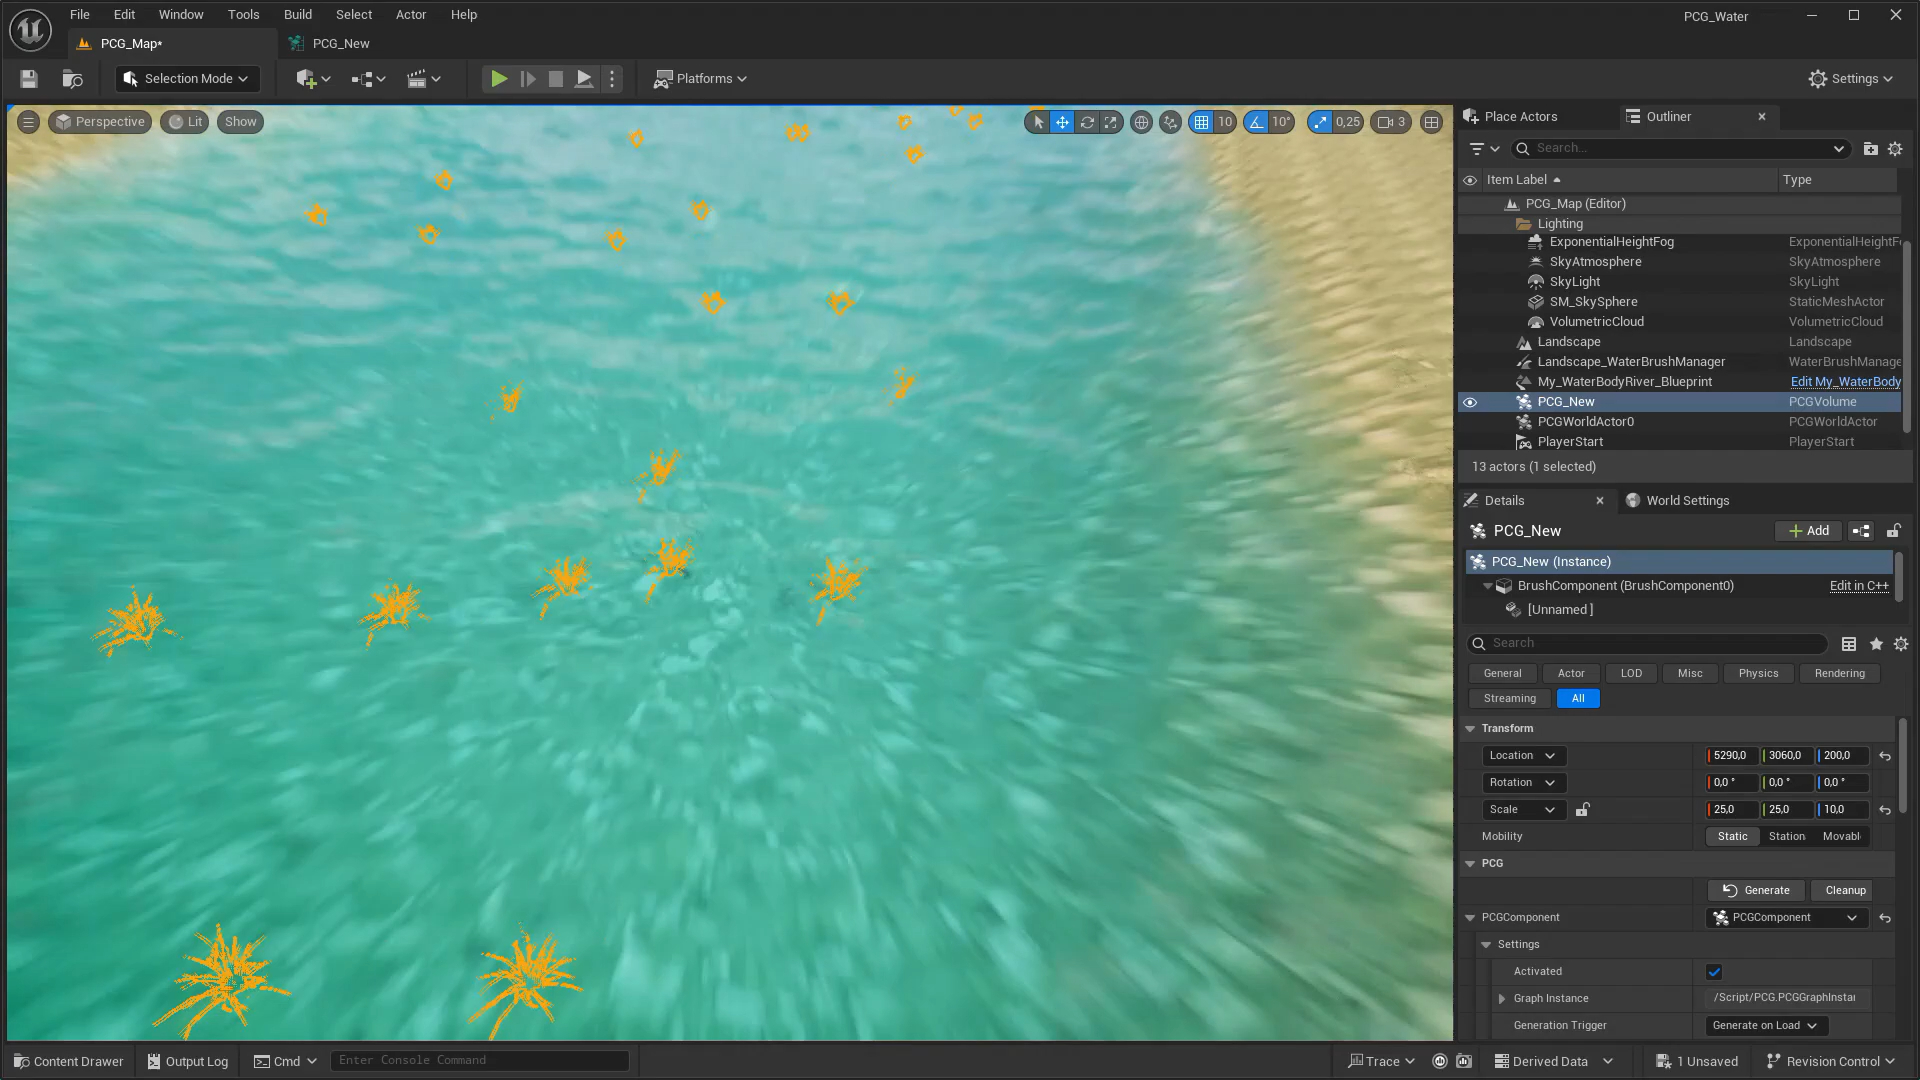 File Edit Window Tools Build Select Actor Help
PCG_Water
PCG_Map*
PCG_New
Selection Mode
Platforms
Settings
Perspective
Lit
Show
10
10°
0,25
3
Place Actors
Outliner
Search...
Item Label
Type
PCG_Map (Editor)
Lighting
ExponentialHeightFog ExponentialHeightF
SkyAtmosphere SkyAtmosphere
SkyLight SkyLight
SM_SkySphere StaticMeshActor
VolumetricCloud VolumetricCloud
Landscape Landscape
Landscape_WaterBrushManager WaterBrushManage
My_WaterBodyRiver_Blueprint Edit My_WaterBody
PCG_New PCGVolume
PCGWorldActor0 PCGWorldActor
PlayerStart PlayerStart
13 actors (1 selected)
Details
World Settings
PCG_New
Add
PCG_New (Instance)
BrushComponent (BrushComponent0) Edit in C++
[Unnamed ]
Search
General Actor LOD Misc Physics Rendering
Streaming All
Transform
Location 5290,0 3060,0 200,0
Rotation 0,0 ° 0,0 ° 0,0 °
Scale 25,0 25,0 10,0
Mobility Static Station Movabl
PCG
Generate Cleanup
PCGComponent PCGComponent
Settings
Activated
Graph Instance /Script/PCG.PCGGraphInstar
Generation Trigger Generate on Load
Content Drawer
Output Log
Cmd
Enter Console Command
Trace
Derived Data
1 Unsaved
Revision Control